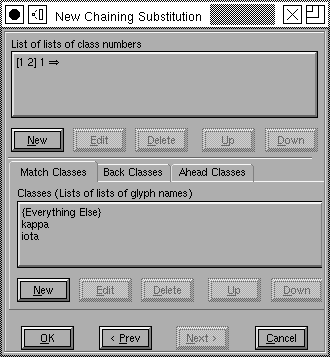 New Chaining Substitution
List of lists of class numbers
[1 2] 1 ⇒
New Edit Delete Up Down
Match Classes Back Classes Ahead Classes
Classes (Lists of lists of glyph names)
{Everything Else}
kappa
iota
New Edit Delete Up Down
OK < Prev Next > Cancel